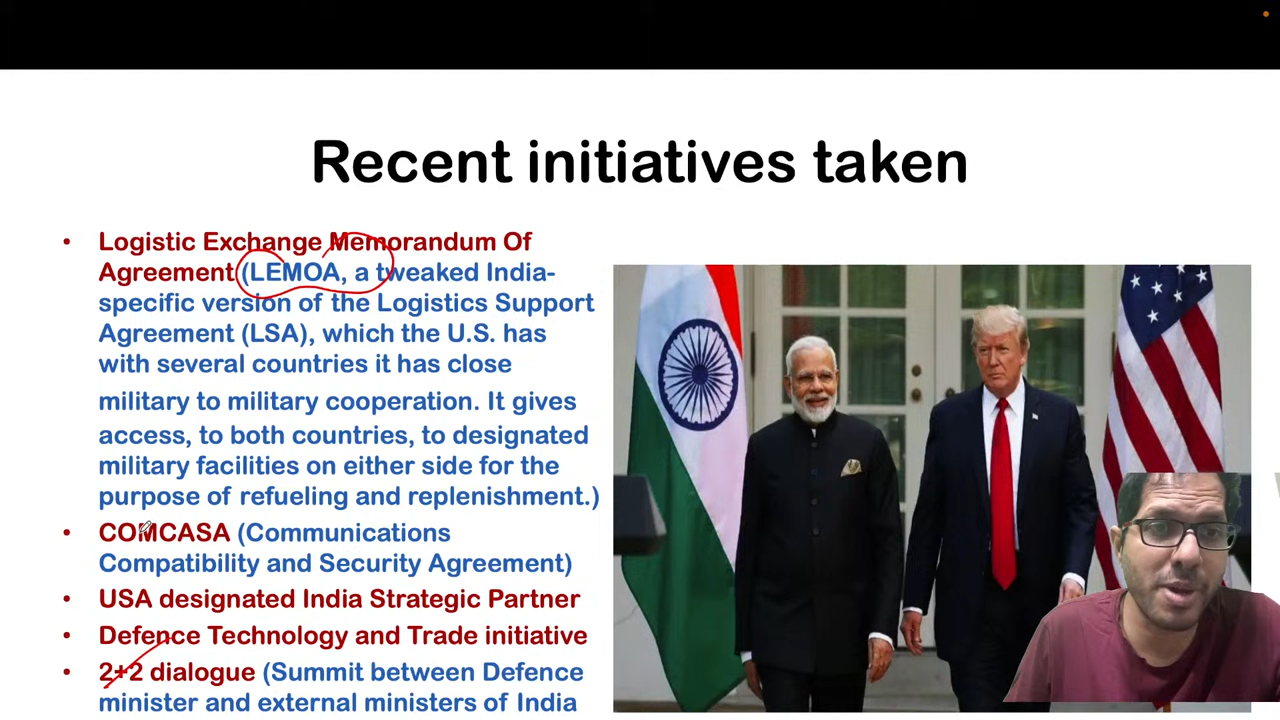 Recent initiatives taken
• Logistic Exchange Memorandum Of
Agreement (LEMOA, a tweaked India-
specific version of the Logistics Support
Agreement (LSA), which the U.S. has
with several countries it has close
military to military cooperation. It gives
access, to both countries, to designated
military facilities on either side for the
purpose of refueling and replenishment.)
• COMCASA (Communications
Compatibility and Security Agreement)
• USA designated India Strategic Partner
• Defence Technology and Trade initiative
• 2+2 dialogue (Summit between Defence
minister and external ministers of India